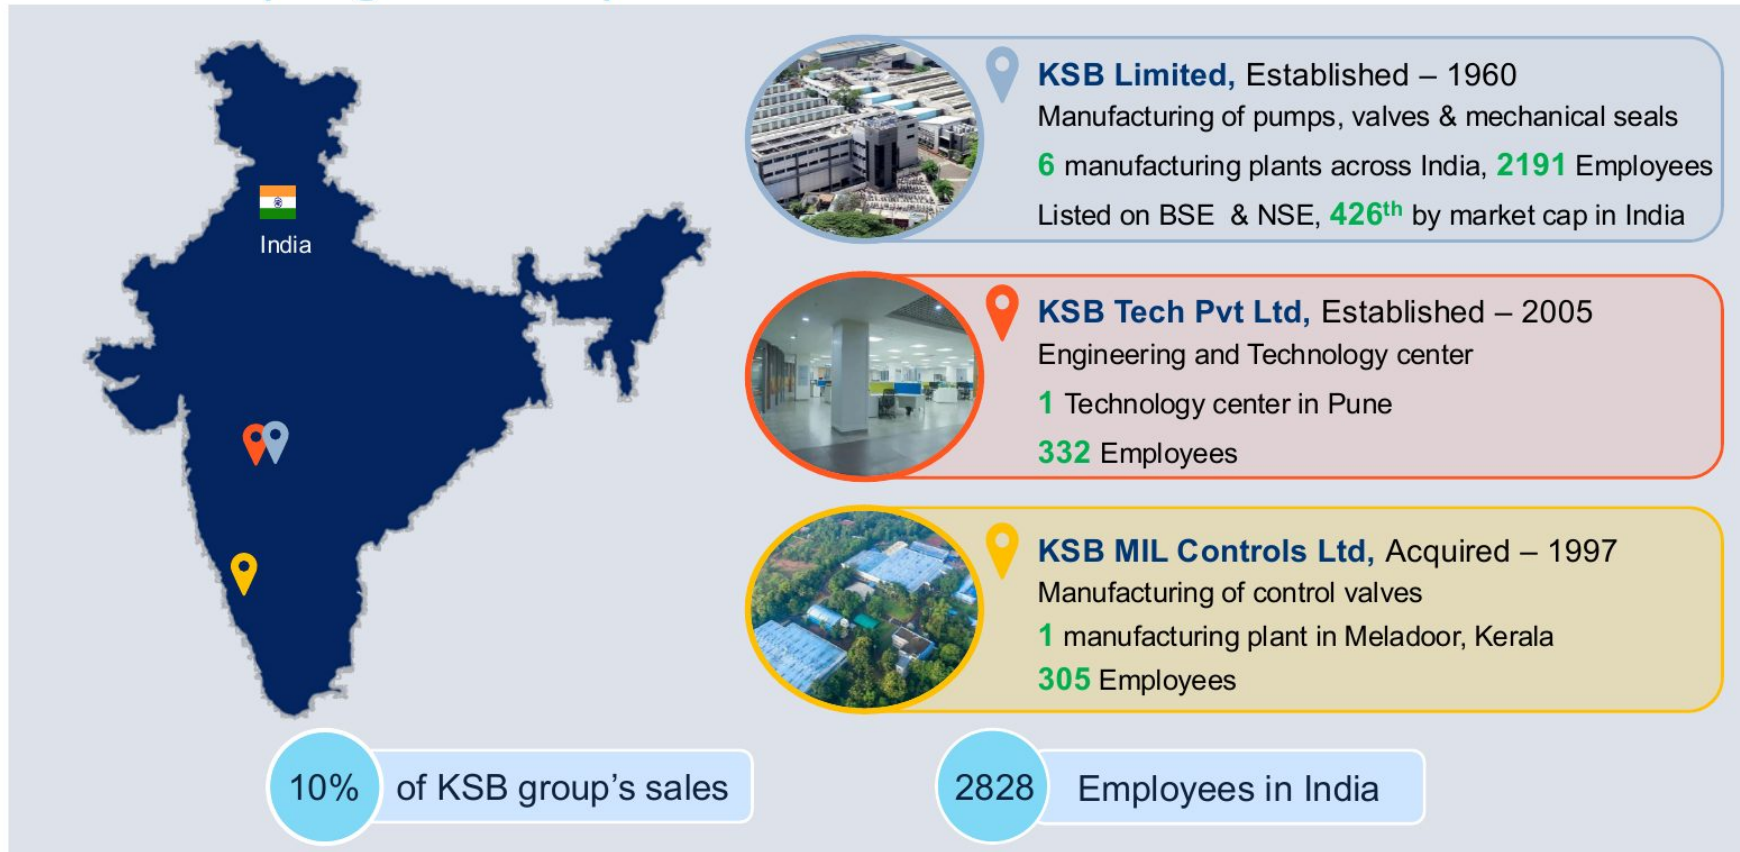 India
KSB Limited, Established – 1960
Manufacturing of pumps, valves & mechanical seals
6 manufacturing plants across India, 2191 Employees
Listed on BSE & NSE, 426th by market cap in India
KSB Tech Pvt Ltd, Established – 2005
Engineering and Technology center
1 Technology center in Pune
332 Employees
KSB MIL Controls Ltd, Acquired – 1997
Manufacturing of control valves
1 manufacturing plant in Meladoor, Kerala
305 Employees
10% of KSB group’s sales
2828 Employees in India